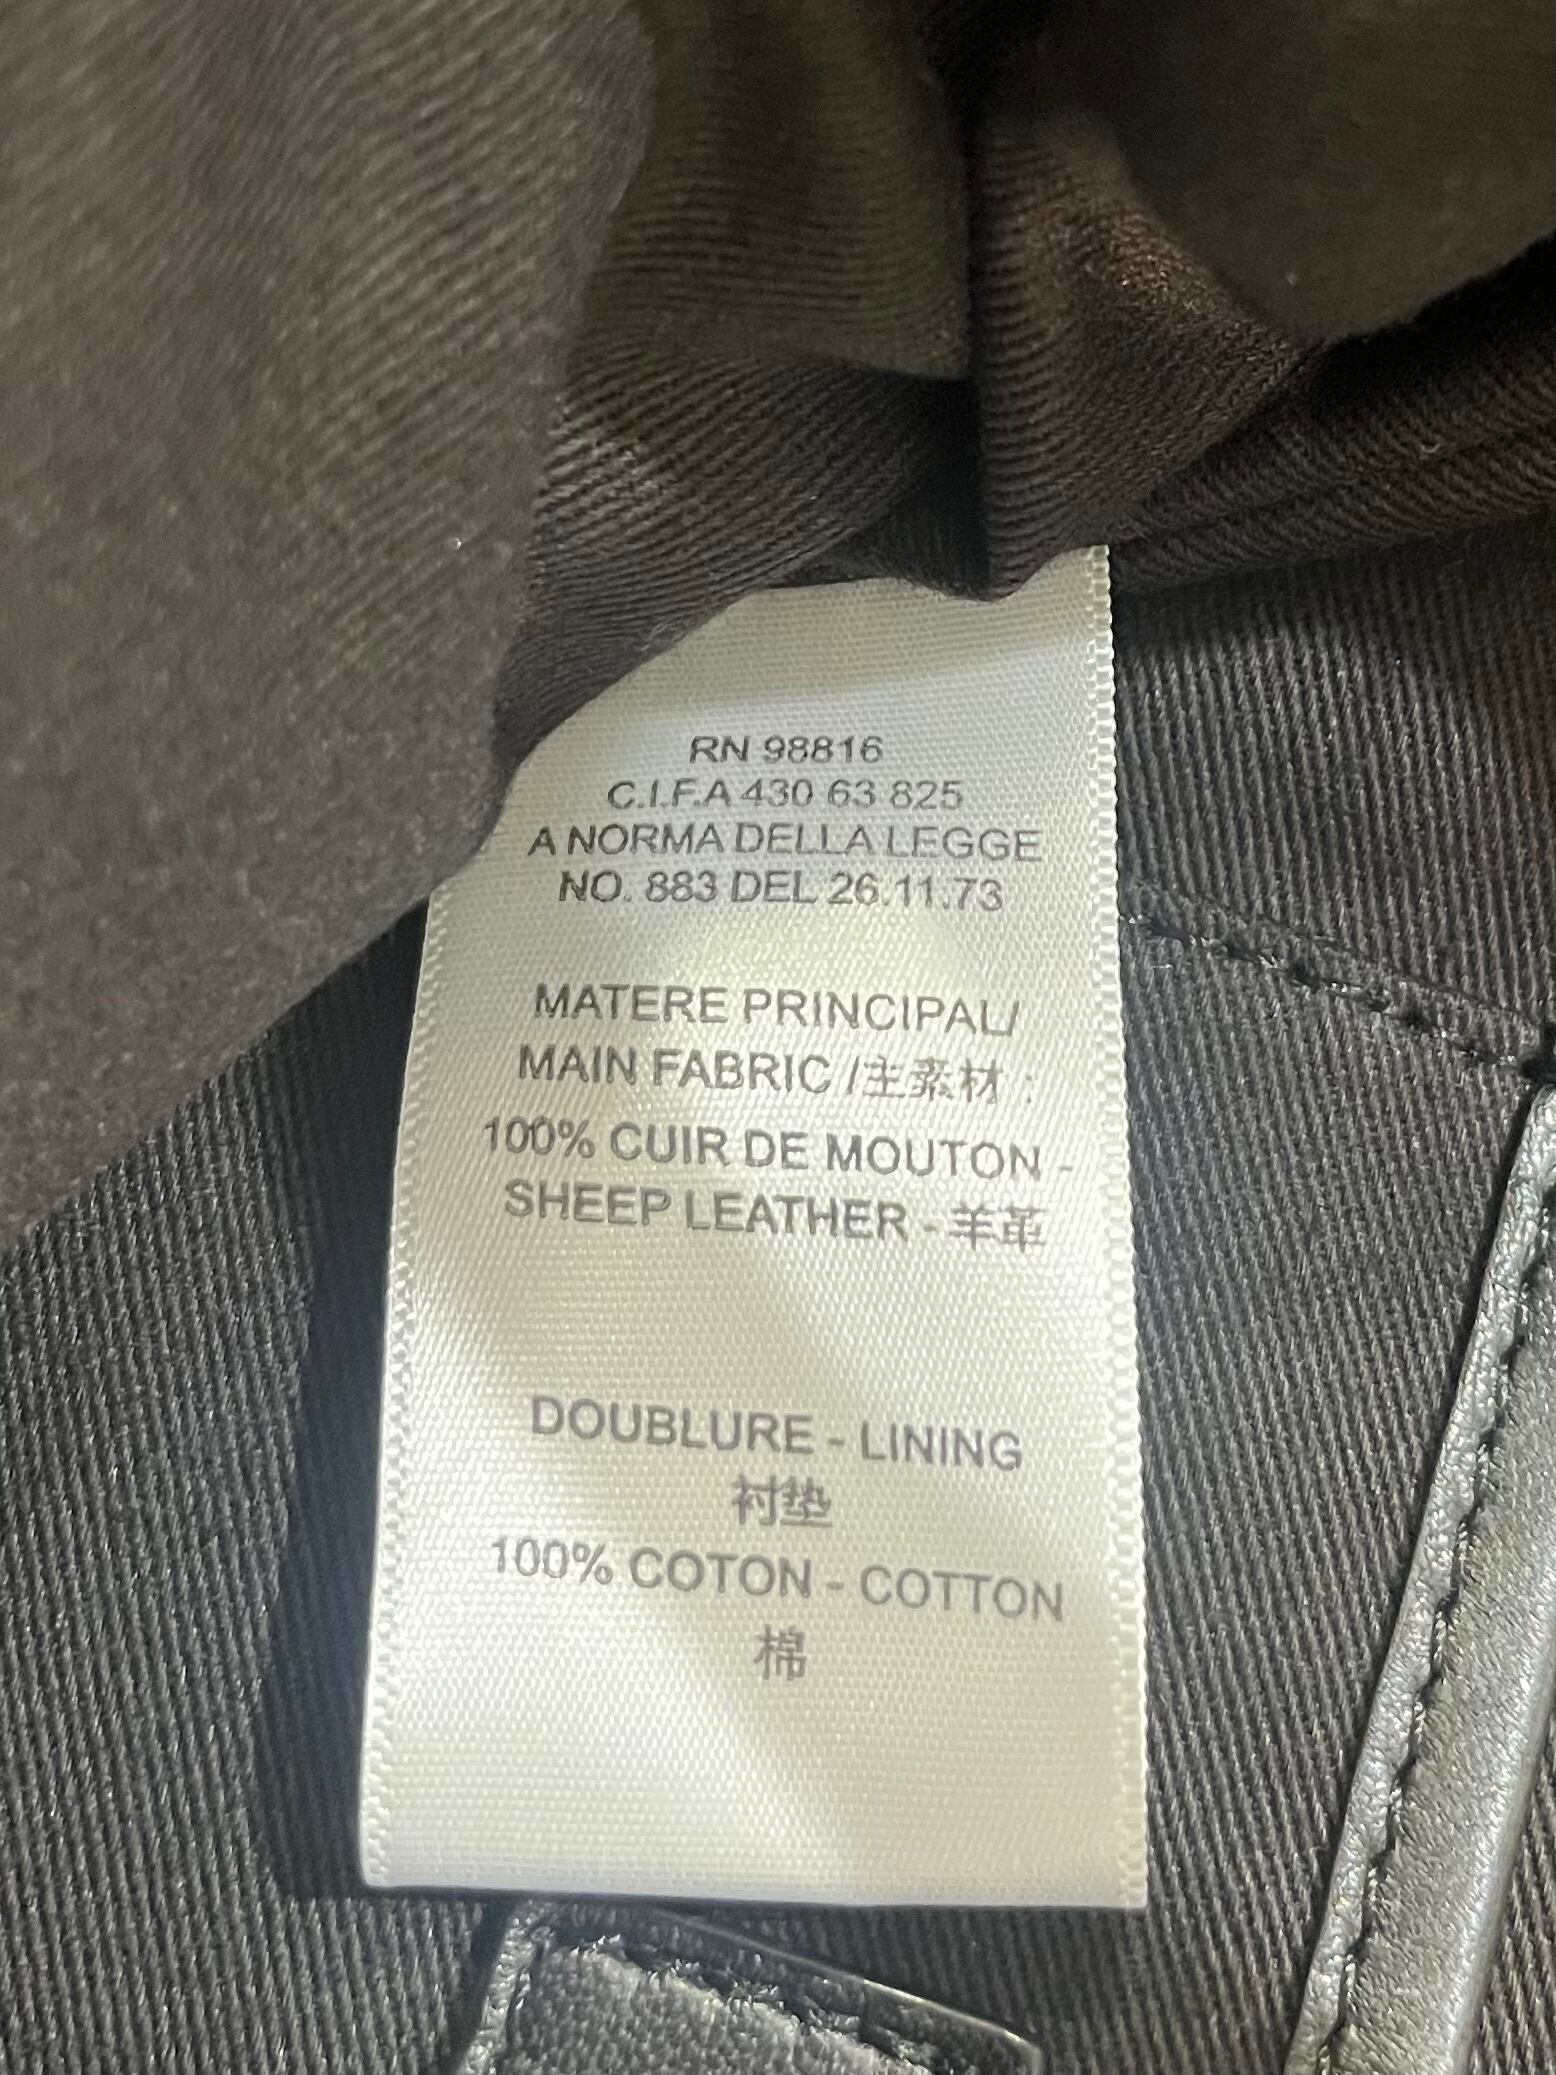 RN 98816
C.I.F.A 430 63 825
A NORMA DELLA LEGGE
NO. 883 DEL 26.11.73
MATERE PRINCIPAL/
MAIN FABRIC /主素材 :
100% CUIR DE MOUTON -
SHEEP LEATHER - 羊革
DOUBLURE - LINING
衬垫
100% COTON - COTTON
棉